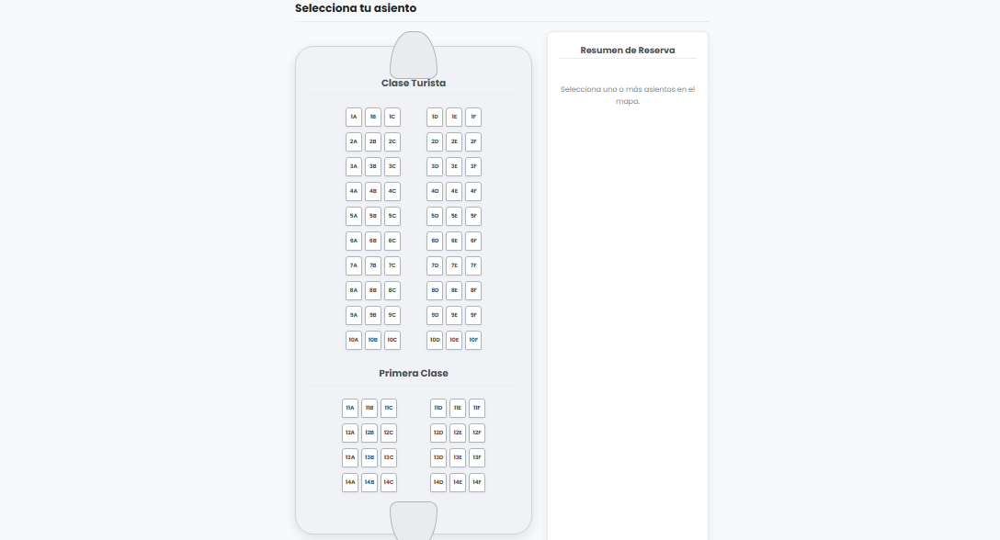 Selecciona tu asiento
Clase Turista
1A 1B 1C 1D 1E 1F
2A 2B 2C 2D 2E 2F
3A 3B 3C 3D 3E 3F
4A 4B 4C 4D 4E 4F
5A 5B 5C 5D 5E 5F
6A 6B 6C 6D 6E 6F
7A 7B 7C 7D 7E 7F
8A 8B 8C 8D 8E 8F
9A 9B 9C 9D 9E 9F
10A 10B 10C 10D 10E 10F
Primera Clase
11A 11B 11C 11D 11E 11F
12A 12B 12C 12D 12E 12F
13A 13B 13C 13D 13E 13F
14A 14B 14C 14D 14E 14F
Resumen de Reserva
Selecciona uno o más asientos en el
mapa.